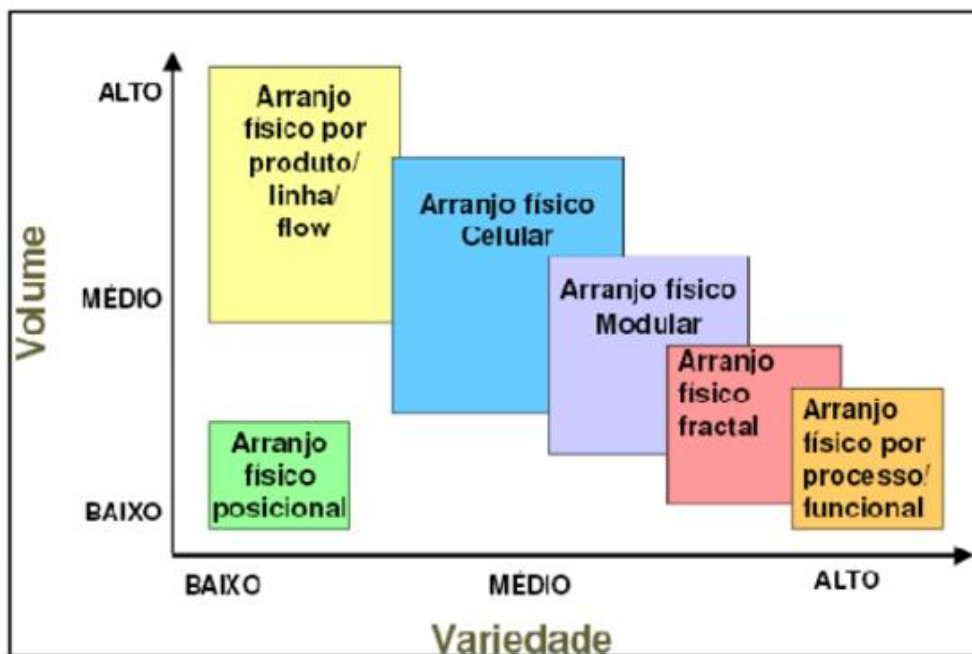 ALTO
MÉDIO
BAIXO
Volume
Arranjo
físico por
produto/
linha/
flow
Arranjo físico
Celular
Arranjo físico
Modular
Arranjo
físico
fractal
Arranjo
físico por
processo/
funcional
Arranjo
físico
posicional
BAIXO
MÉDIO
ALTO
Variedade